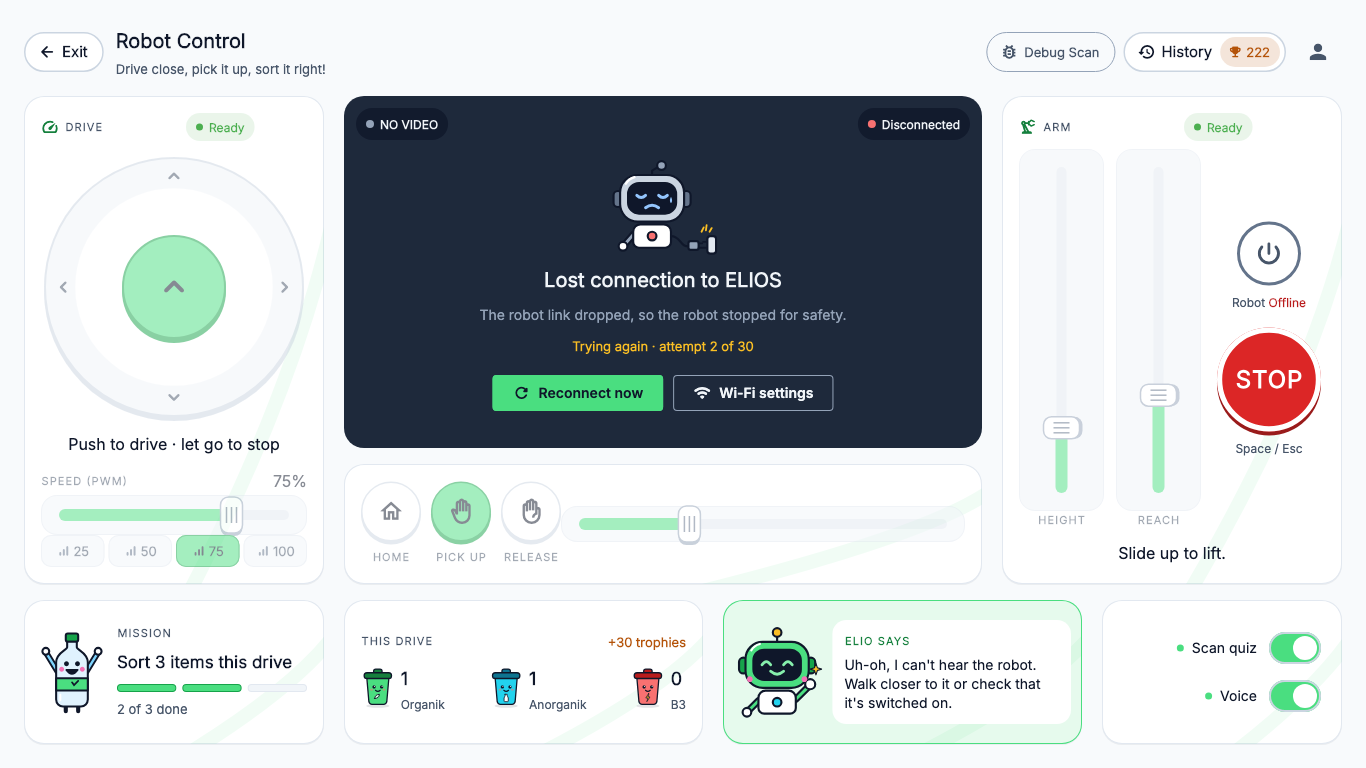 Exit
Robot Control
Drive close, pick it up, sort it right!
Debug Scan
History
222
DRIVE
Ready
Push to drive · let go to stop
SPEED (PWM)
75%
25
50
75
100
NO VIDEO
Disconnected
Lost connection to ELIOS
The robot link dropped, so the robot stopped for safety.
Trying again · attempt 2 of 30
Reconnect now
Wi-Fi settings
HOME
PICK UP
RELEASE
ARM
Ready
HEIGHT
REACH
Robot Offline
STOP
Space / Esc
Slide up to lift.
MISSION
Sort 3 items this drive
2 of 3 done
THIS DRIVE
+30 trophies
1
Organik
1
Anorganik
0
B3
ELIO SAYS
Uh-oh, I can't hear the robot.
Walk closer to it or check that
it's switched on.
Scan quiz
Voice